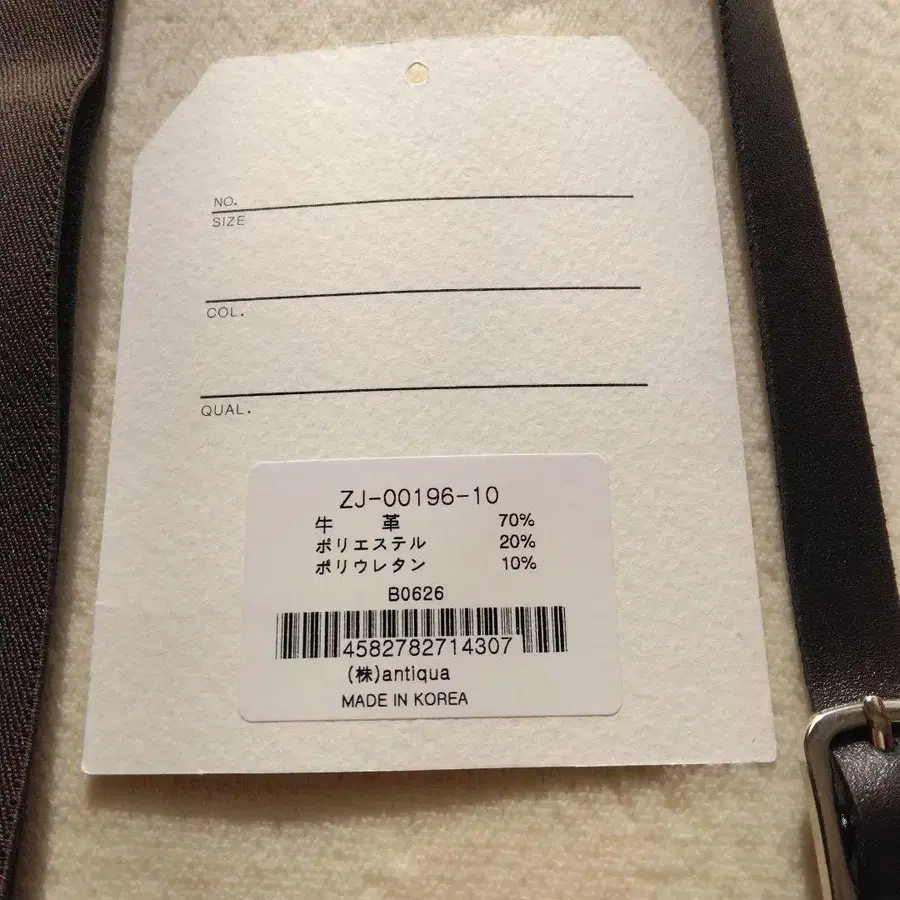 NO.
SIZE
COL.
QUAL.
ZJ-00196-10
牛 革 70%
ポリエステル 20%
ポリウレタン 10%
B0626
4582782714307
(株)antiqua
MADE IN KOREA